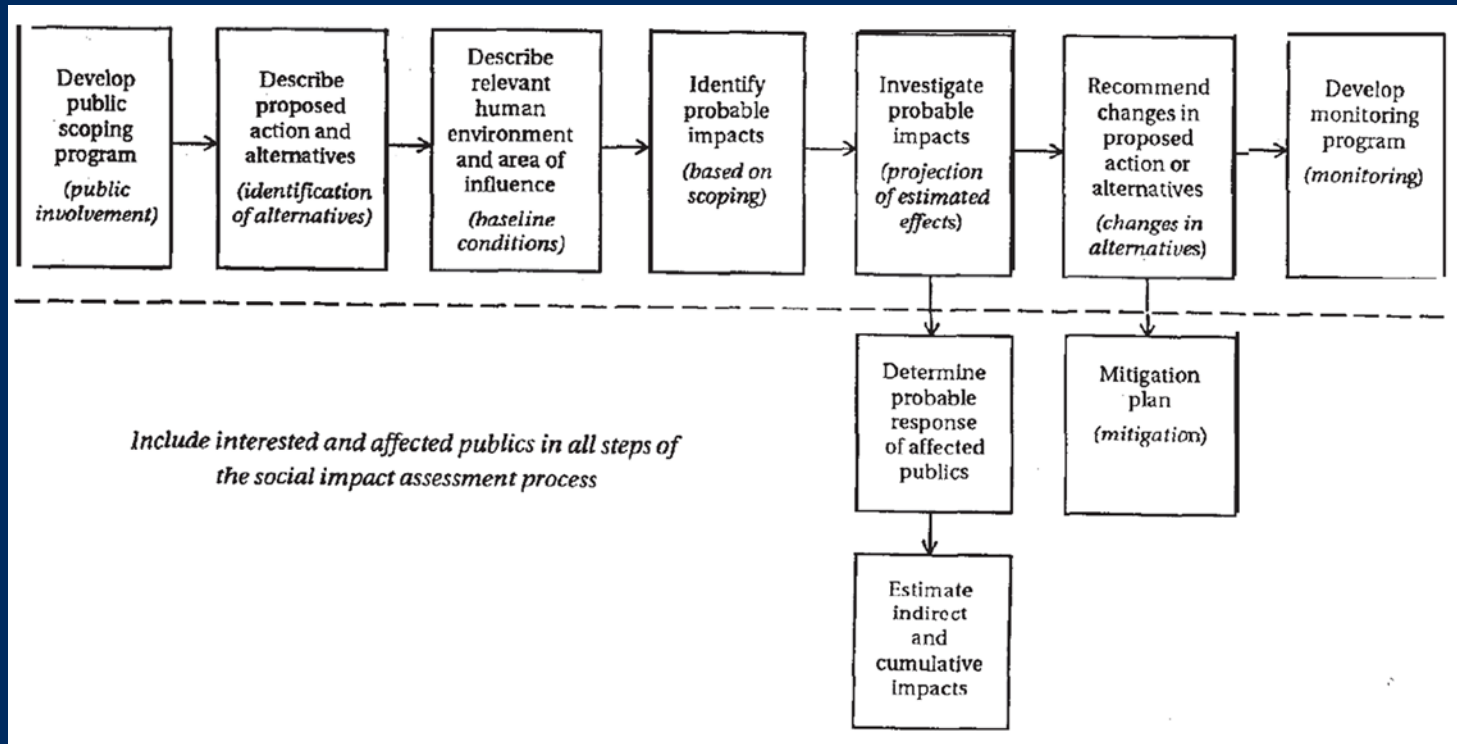 Develop
public
scoping
program
(public
involvement)
Describe
proposed
action and
alternatives
(identification
of alternatives)
Describe
relevant
human
environment
and area of
influence
(baseline
conditions)
Identify
probable
impacts
(based on
scoping)
Investigate
probable
impacts
(projection
of estimated
effects)
Recommend
changes in
proposed
action or
alternatives
(changes in
alternatives)
Develop
monitoring
program
(monitoring)
Include interested and affected publics in all steps of
the social impact assessment process
Determine
probable
response
of affected
publics
Mitigation
plan
(mitigation)
Estimate
indirect
and
cumulative
impacts